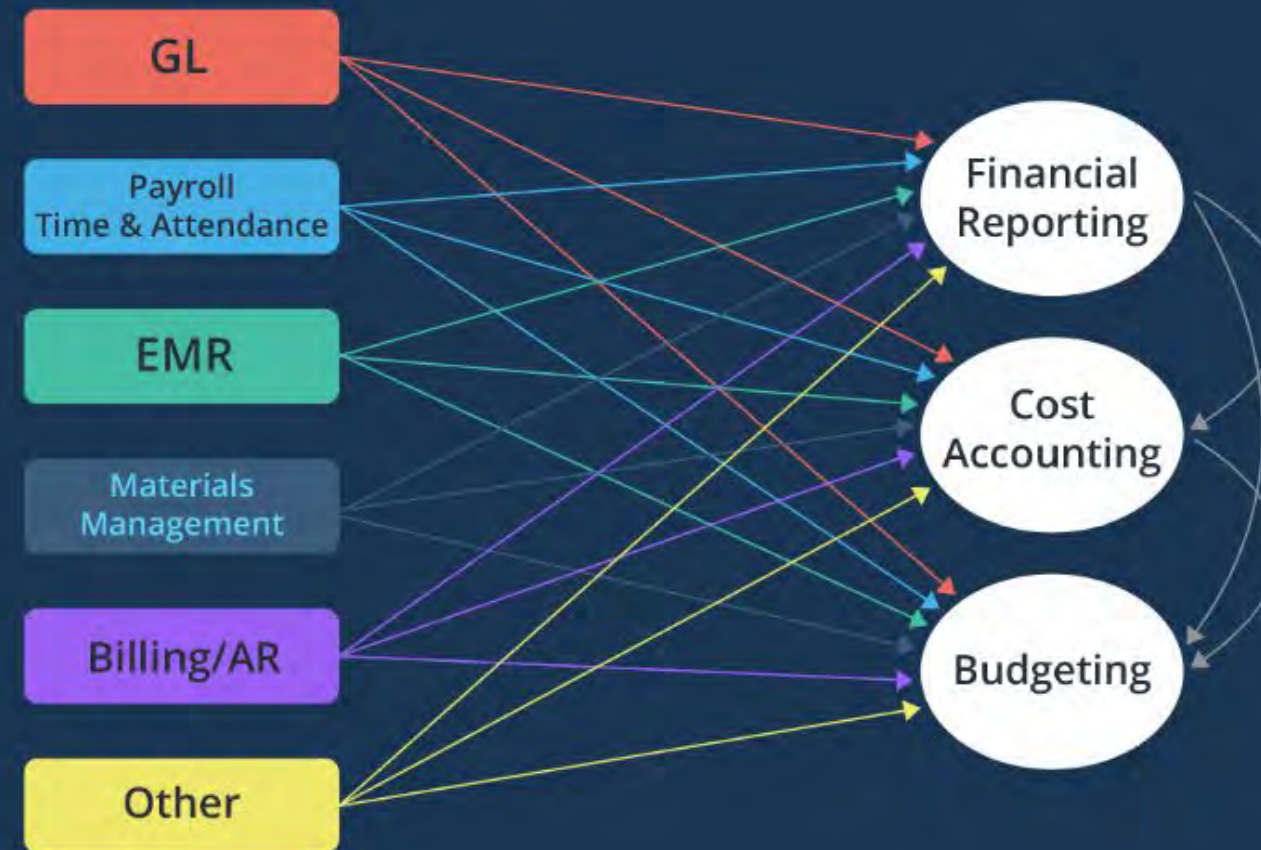 GL
Payroll
Time & Attendance
EMR
Materials
Management
Billing/AR
Other
Financial
Reporting
Cost
Accounting
Budgeting